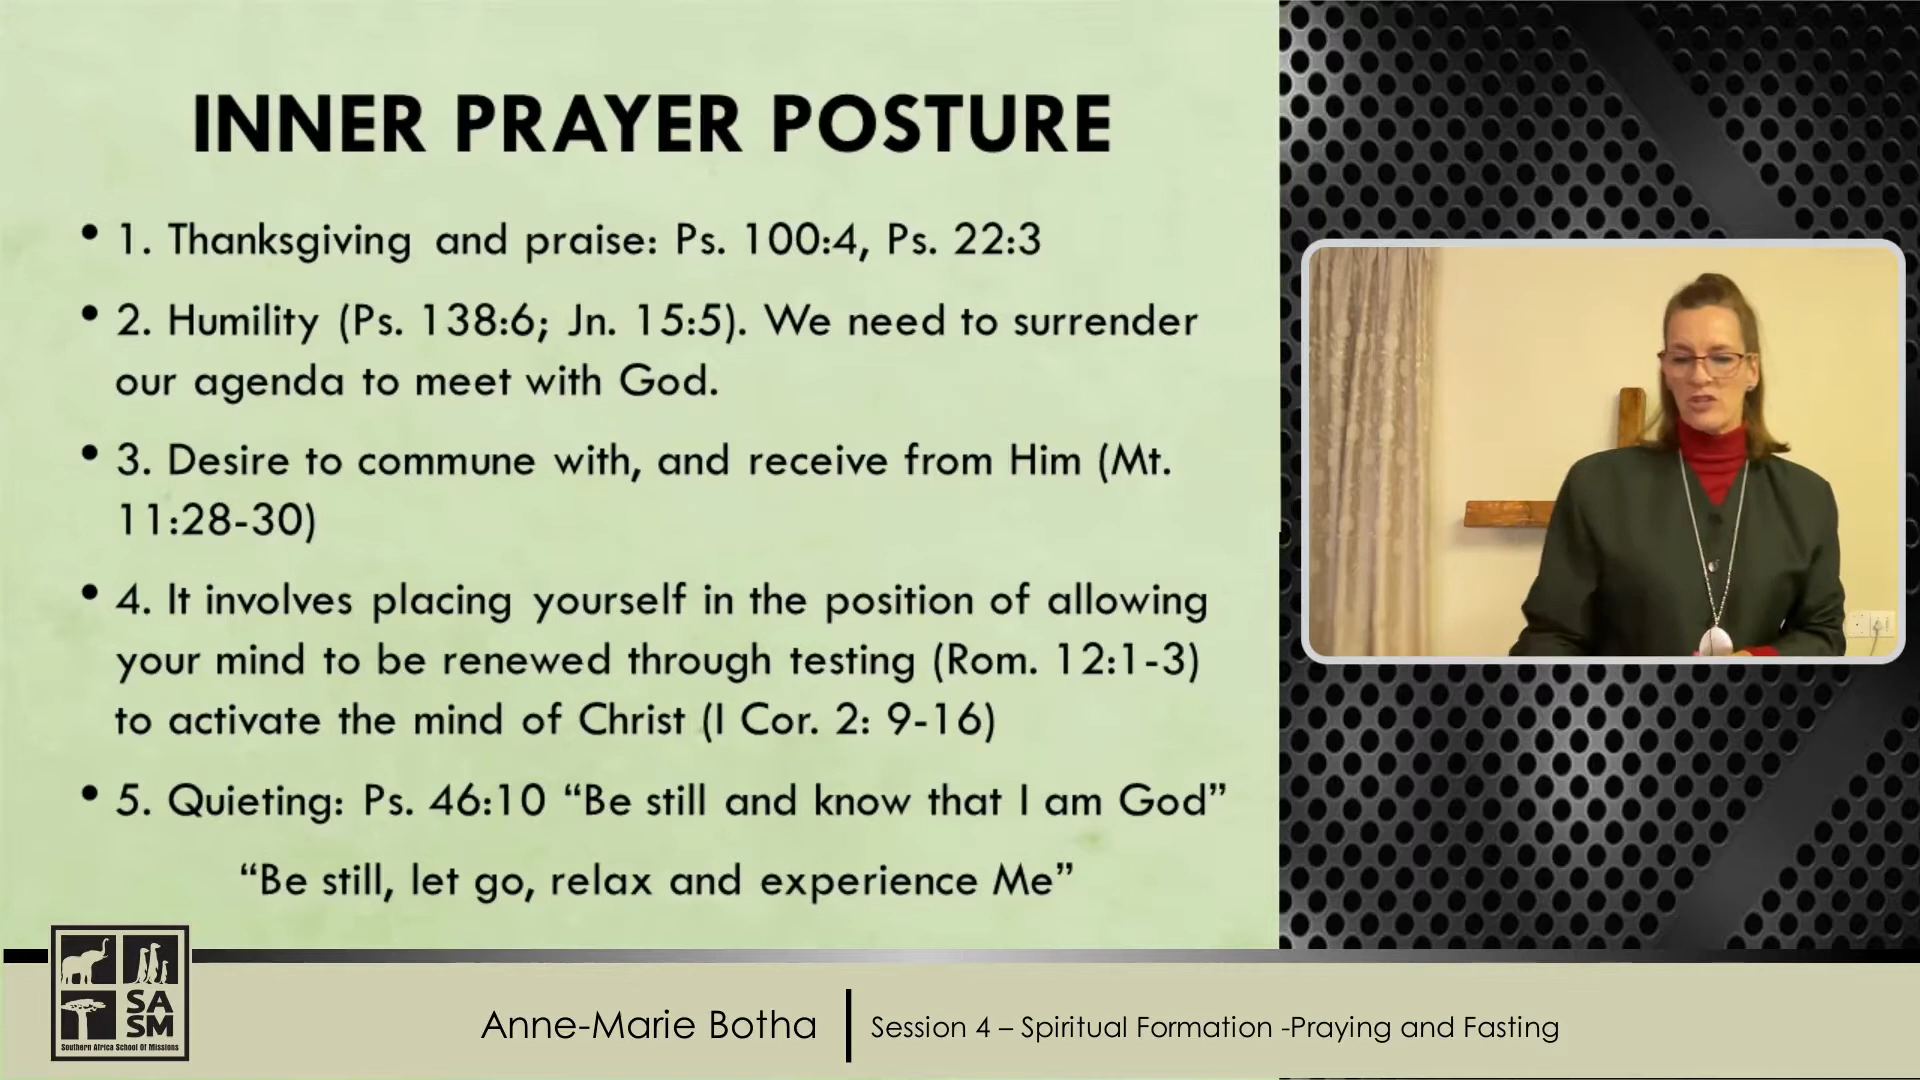 INNER PRAYER POSTURE
• 1. Thanksgiving and praise: Ps. 100:4, Ps. 22:3
• 2. Humility (Ps. 138:6; Jn. 15:5). We need to surrender
our agenda to meet with God.
• 3. Desire to commune with, and receive from Him (Mt.
11:28-30)
• 4. It involves placing yourself in the position of allowing
your mind to be renewed through testing (Rom. 12:1-3)
to activate the mind of Christ (I Cor. 2: 9-16)
• 5. Quieting: Ps. 46:10 “Be still and know that I am God”
“Be still, let go, relax and experience Me”
SA
SM
Southern Africa School Of Missions
Anne-Marie Botha
Session 4 – Spiritual Formation -Praying and Fasting